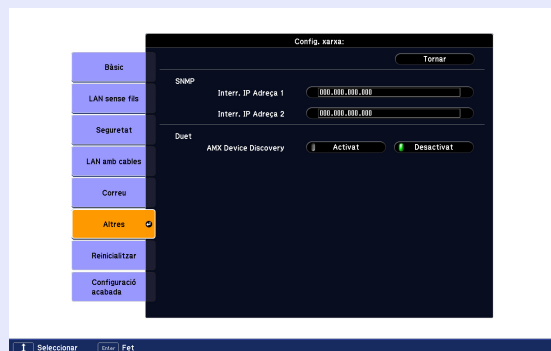 Config. xarxa:
Tornar
Bàsic
LAN sense fils
Seguretat
LAN amb cables
Correu
Altres
Reinicialitzar
Configuració
acabada
SNMP
Interr. IP Adreça 1 000.000.000.000
Interr. IP Adreça 2 000.000.000.000
Duet
AMX Device Discovery Activat Desactivat
Seleccionar Enter Fet